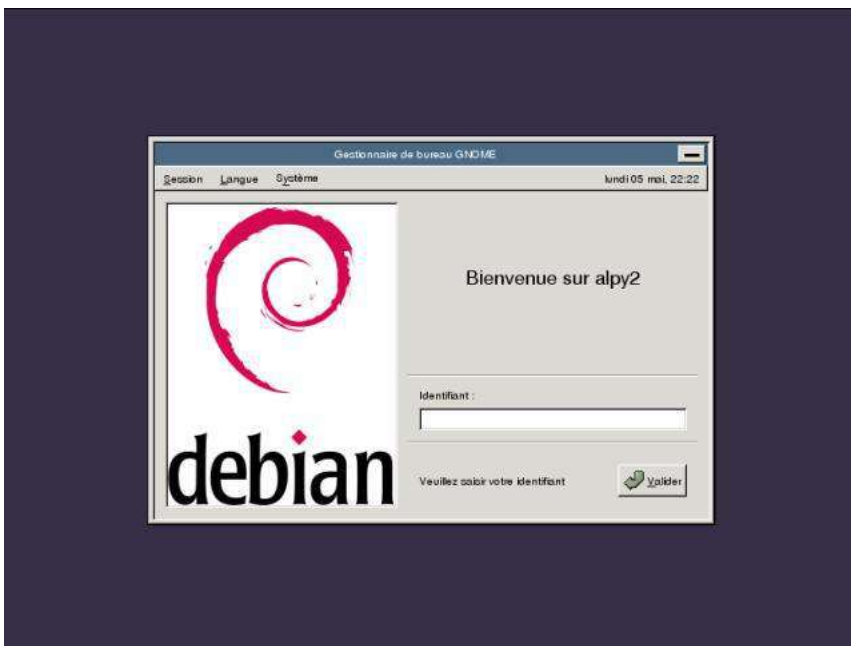 Gestionnaire de bureau GNOME
Session Langue Système lundi 05 mai, 22:22
Bienvenue sur alpy2
Identifiant :
debian
Veuillez saisir votre identifiant Valider